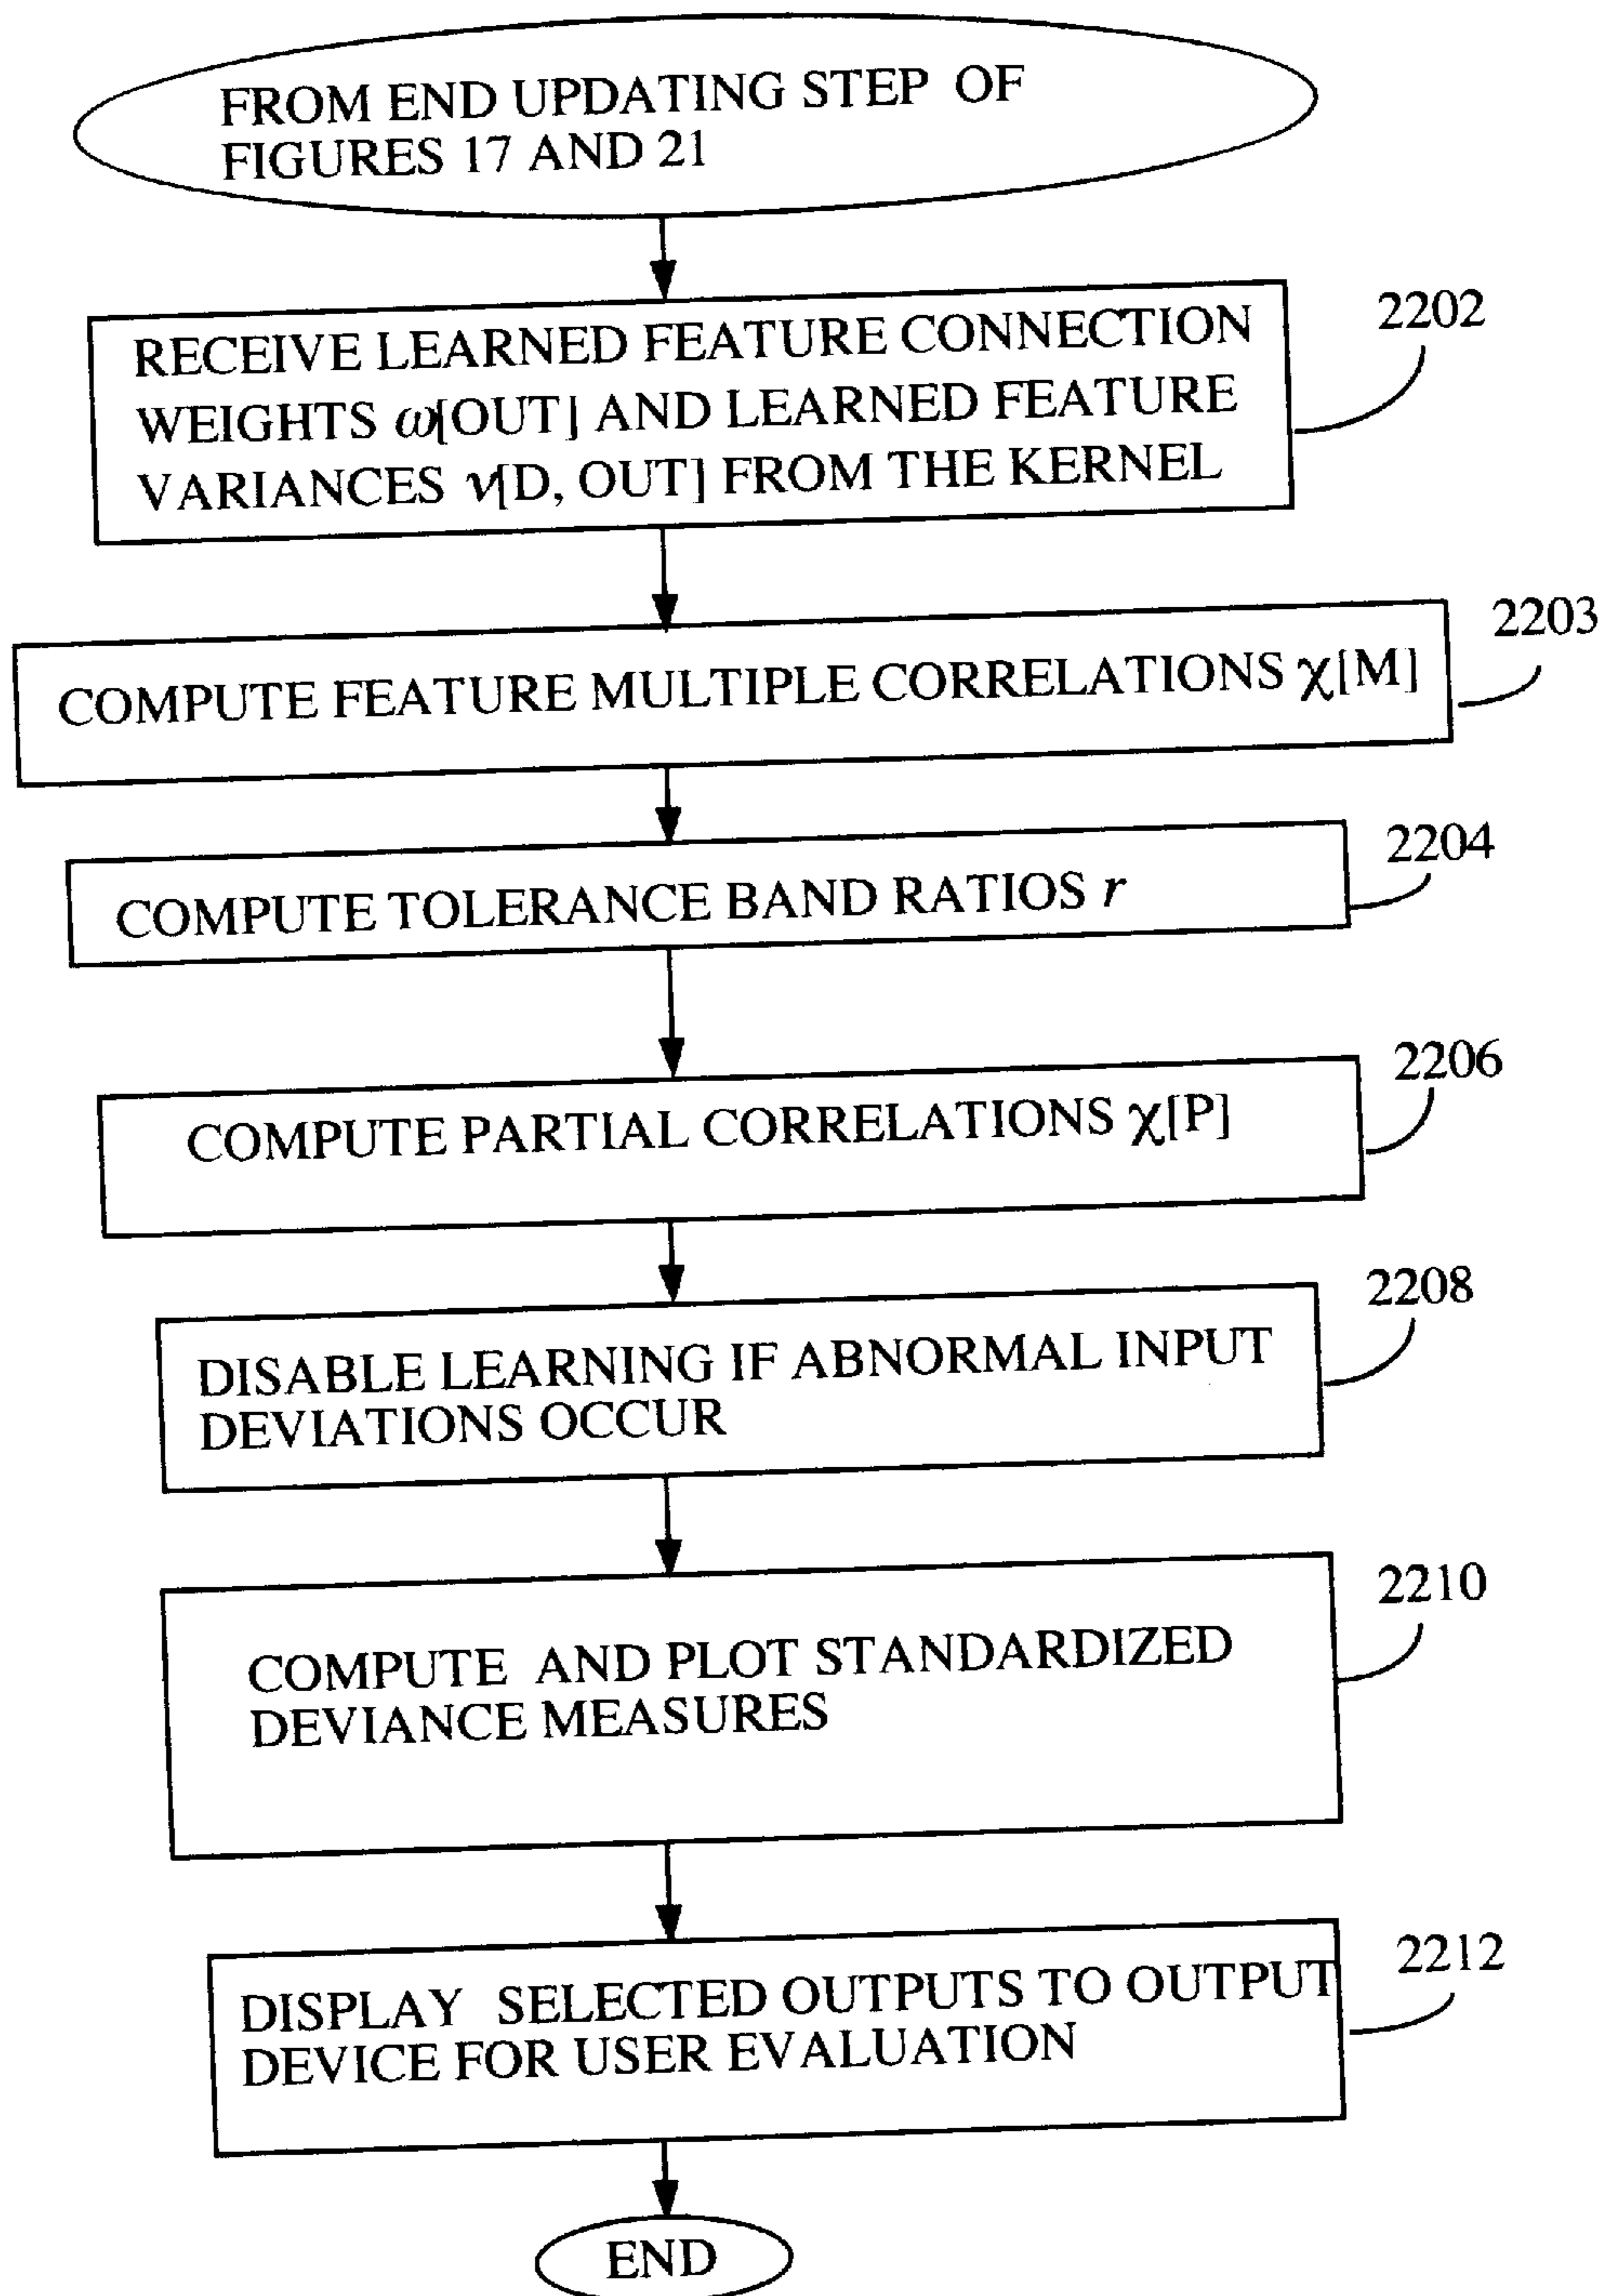 FROM END UPDATING STEP OF
FIGURES 17 AND 21
2202
RECEIVE LEARNED FEATURE CONNECTION
WEIGHTS ω[OUT] AND LEARNED FEATURE
VARIANCES ν[D, OUT] FROM THE KERNEL
2203
COMPUTE FEATURE MULTIPLE CORRELATIONS χ[M]
2204
COMPUTE TOLERANCE BAND RATIOS r
2206
COMPUTE PARTIAL CORRELATIONS χ[P]
2208
DISABLE LEARNING IF ABNORMAL INPUT
DEVIATIONS OCCUR
2210
COMPUTE AND PLOT STANDARDIZED
DEVIANCE MEASURES
2212
DISPLAY SELECTED OUTPUTS TO OUTPUT
DEVICE FOR USER EVALUATION
END